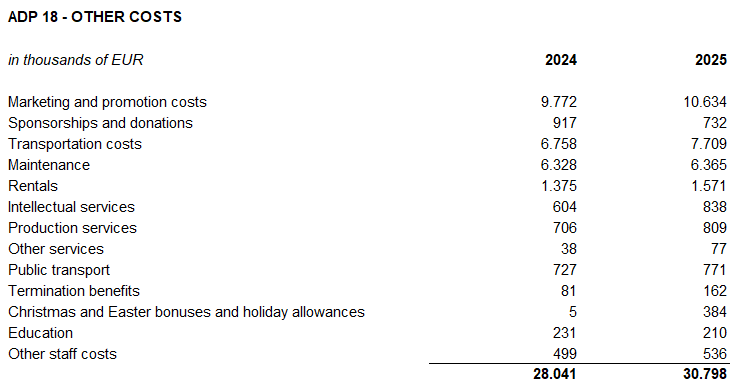 ADP 18 - OTHER COSTS
in thousands of EUR 2024 2025
Marketing and promotion costs 9.772 10.634
Sponsorships and donations 917 732
Transportation costs 6.758 7.709
Maintenance 6.328 6.365
Rentals 1.375 1.571
Intellectual services 604 838
Production services 706 809
Other services 38 77
Public transport 727 771
Termination benefits 81 162
Christmas and Easter bonuses and holiday allowances 5 384
Education 231 210
Other staff costs 499 536
28.041 30.798